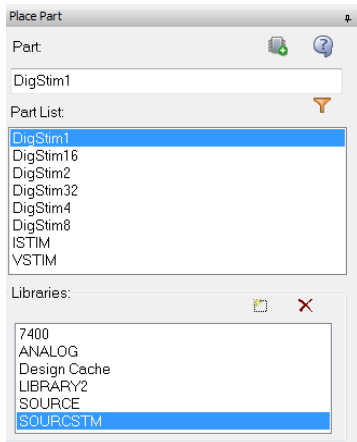 Place Part
Part:
DigStim1
Part List:
DigStim1
DigStim16
DigStim2
DigStim32
DigStim4
DigStim8
ISTIM
VSTIM
Libraries:
7400
ANALOG
Design Cache
LIBRARY2
SOURCE
SOURCSTM